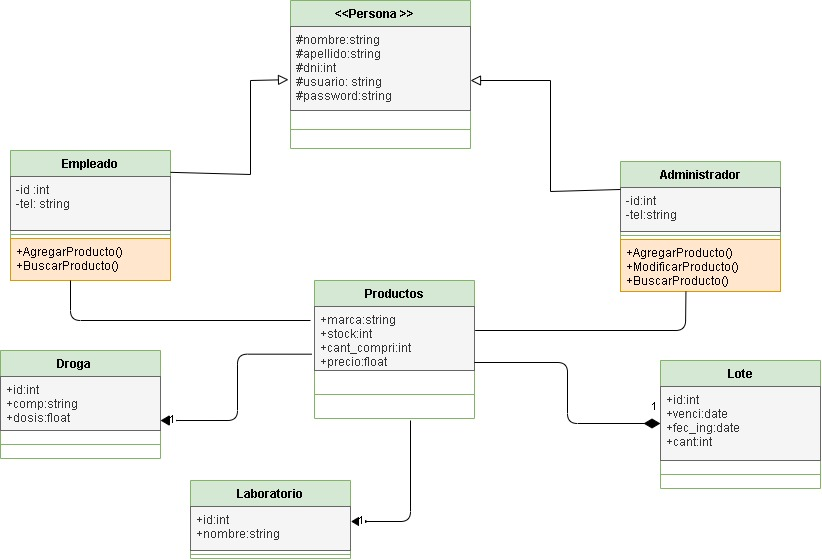 <<Persona >>
#nombre:string
#apellido:string
#dni:int
#usuario: string
#password:string
Empleado
-id :int
-tel: string
+AgregarProducto()
+BuscarProducto()
Administrador
-id:int
-tel:string
+AgregarProducto()
+ModificarProducto()
+BuscarProducto()
Productos
+marca:string
+stock:int
+cant_compri:int
+precio:float
Droga
+id:int
+comp:string
+dosis:float
1
Lote
+id:int
+venci:date
+fec_ing:date
+cant:int
1
Laboratorio
+id:int
+nombre:string
1